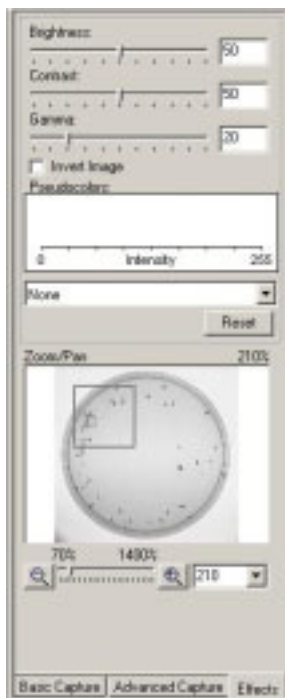 Brightness:
50
Contrast:
50
Gamma:
20
Invert Image
Pseudocolors:
0 Intensity 255
None
Reset
Zoom/Pan 210%
70% 1400%
210
Basic Capture Advanced Capture Effects